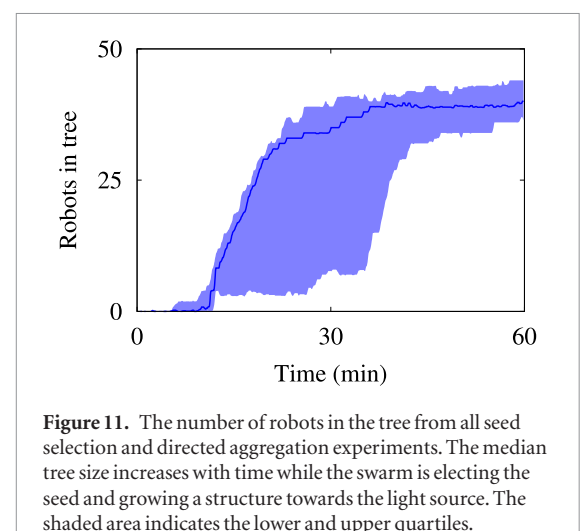 50
25
0
Robots in tree
0 30 60
Time (min)
Figure 11. The number of robots in the tree from all seed
selection and directed aggregation experiments. The median
tree size increases with time while the swarm is electing the
seed and growing a structure towards the light source. The
shaded area indicates the lower and upper quartiles.